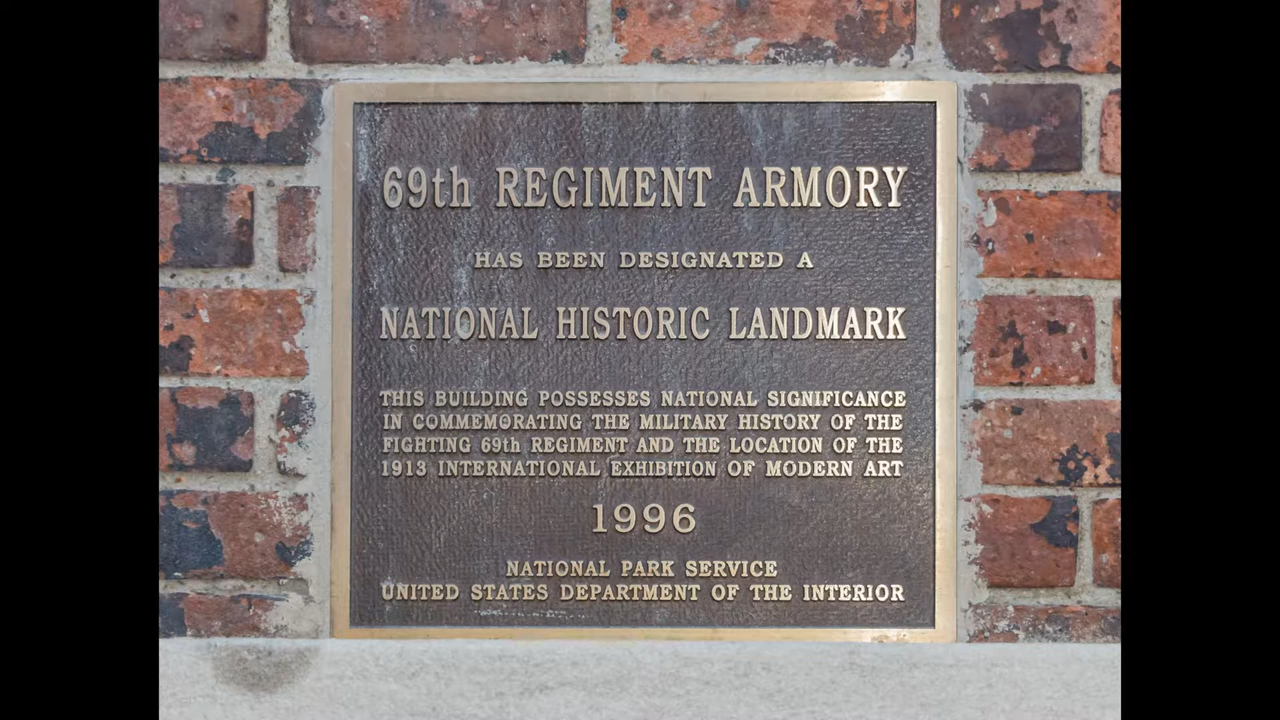 69th REGIMENT ARMORY
HAS BEEN DESIGNATED A
NATIONAL HISTORIC LANDMARK
THIS BUILDING POSSESSES NATIONAL SIGNIFICANCE
IN COMMEMORATING THE MILITARY HISTORY OF THE
FIGHTING 69th REGIMENT AND THE LOCATION OF THE
1913 INTERNATIONAL EXHIBITION OF MODERN ART
1996
NATIONAL PARK SERVICE
UNITED STATES DEPARTMENT OF THE INTERIOR